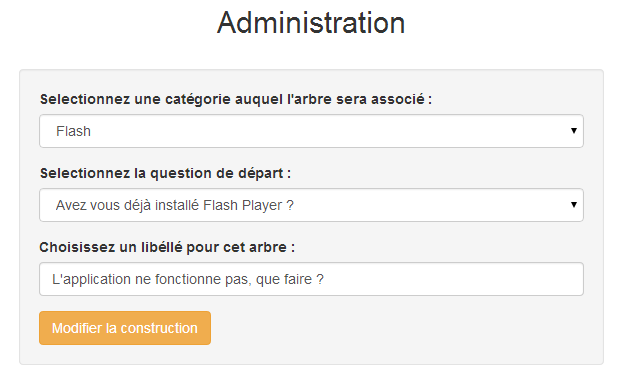 Administration
Selectionnez une catégorie auquel l'arbre sera associé :
Flash
Selectionnez la question de départ :
Avez vous déjà installé Flash Player ?
Choisissez un libéllé pour cet arbre :
L'application ne fonctionne pas, que faire ?
Modifier la construction